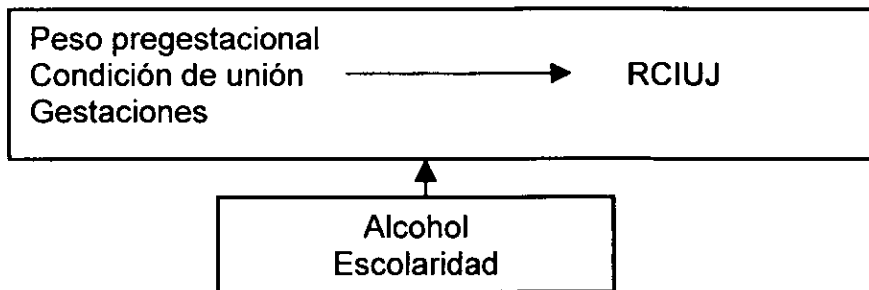 Peso pregestacional
Condición de unión RCIUJ
Gestaciones
Alcohol
Escolaridad